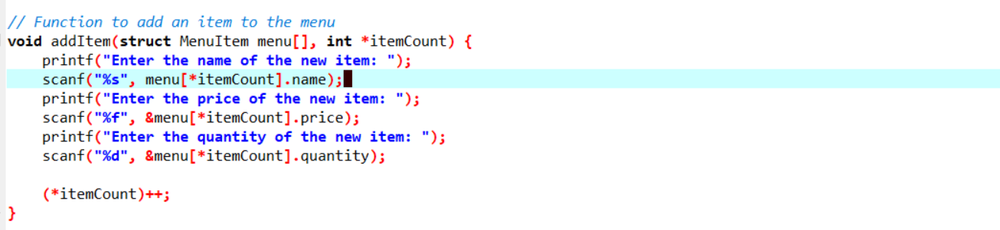 // Function to add an item to the menu
void addItem(struct MenuItem menu[], int *itemCount) {
    printf("Enter the name of the new item: ");
    scanf("%s", menu[*itemCount].name);
    printf("Enter the price of the new item: ");
    scanf("%f", &menu[*itemCount].price);
    printf("Enter the quantity of the new item: ");
    scanf("%d", &menu[*itemCount].quantity);

    (*itemCount)++;
}